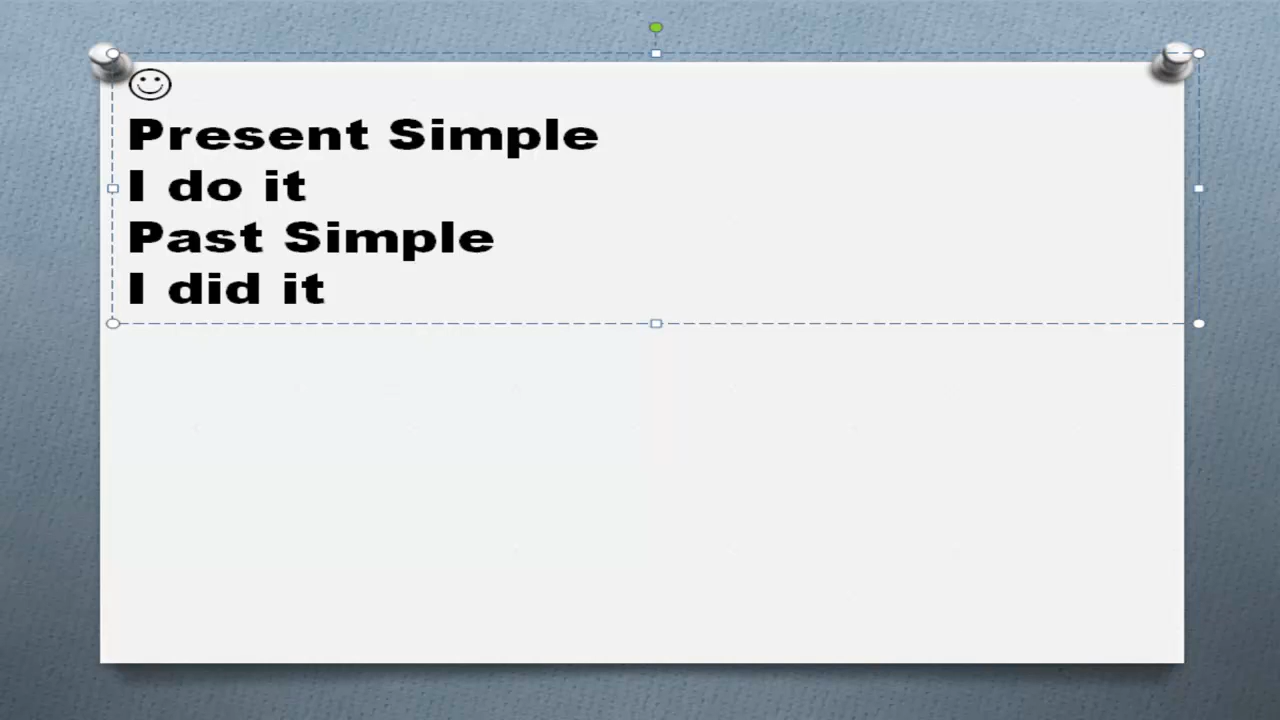 ☺
Present Simple
I do it
Past Simple
I did it